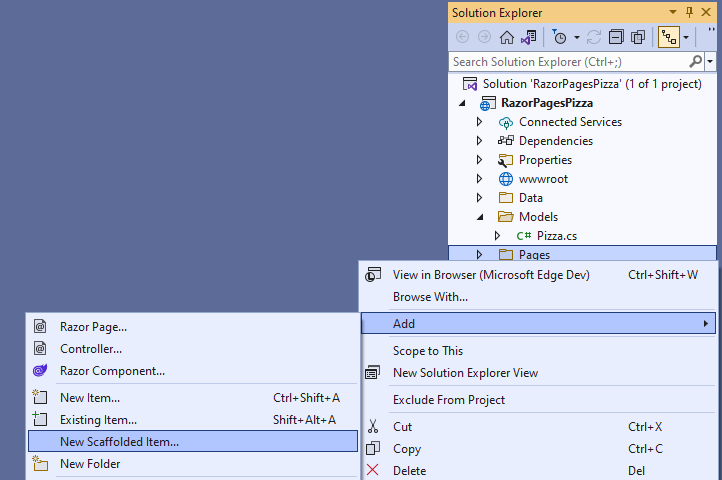 Solution Explorer
Search Solution Explorer (Ctrl+;)
Solution 'RazorPagesPizza' (1 of 1 project)
RazorPagesPizza
Connected Services
Dependencies
Properties
wwwroot
Data
Models
C# Pizza.cs
Pages
View in Browser (Microsoft Edge Dev) Ctrl+Shift+W
Browse With...
Add
Scope to This
New Solution Explorer View
Exclude From Project
Cut Ctrl+X
Copy Ctrl+C
Delete Del
Razor Page...
Controller...
Razor Component...
New Item... Ctrl+Shift+A
Existing Item... Shift+Alt+A
New Scaffolded Item...
New Folder